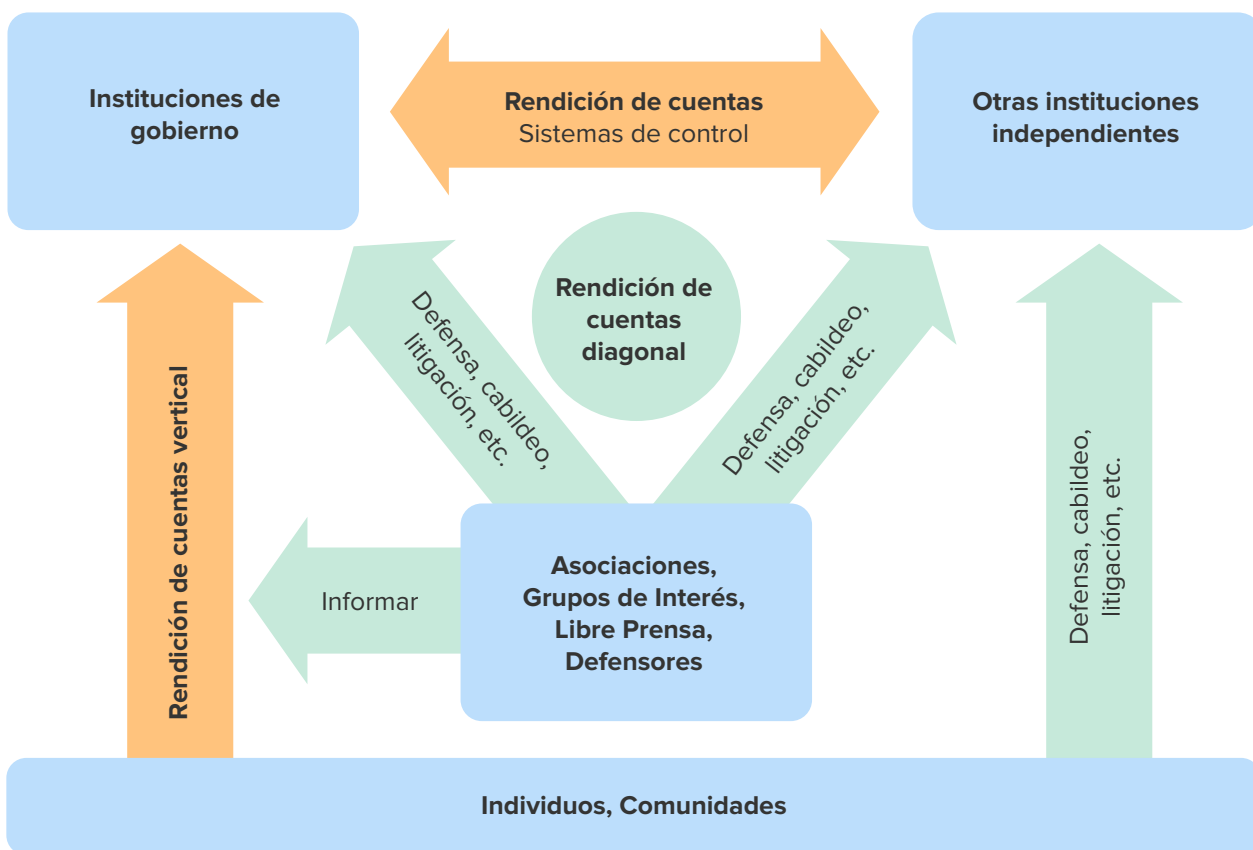 Instituciones de
gobierno
Rendición de cuentas
Sistemas de control
Otras instituciones
independientes
Rendición de
cuentas
diagonal
Defensa, cabildeo,
litigación, etc.
Defensa, cabildeo,
litigación, etc.
Rendición de cuentas vertical
Informar
Asociaciones,
Grupos de Interés,
Libre Prensa,
Defensores
Defensa, cabildeo,
litigación, etc.
Individuos, Comunidades